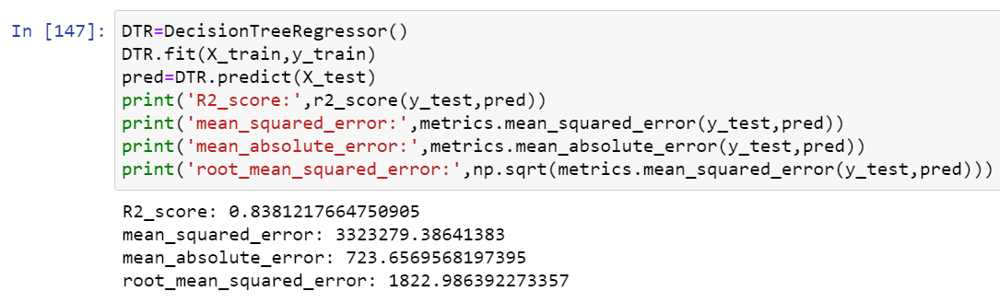 In [147]: DTR=DecisionTreeRegressor()
DTR.fit(X_train,y_train)
pred=DTR.predict(X_test)
print('R2_score:',r2_score(y_test,pred))
print('mean_squared_error:',metrics.mean_squared_error(y_test,pred))
print('mean_absolute_error:',metrics.mean_absolute_error(y_test,pred))
print('root_mean_squared_error:',np.sqrt(metrics.mean_squared_error(y_test,pred)))
R2_score: 0.8381217664750905
mean_squared_error: 3323279.38641383
mean_absolute_error: 723.6569568197395
root_mean_squared_error: 1822.986392273357